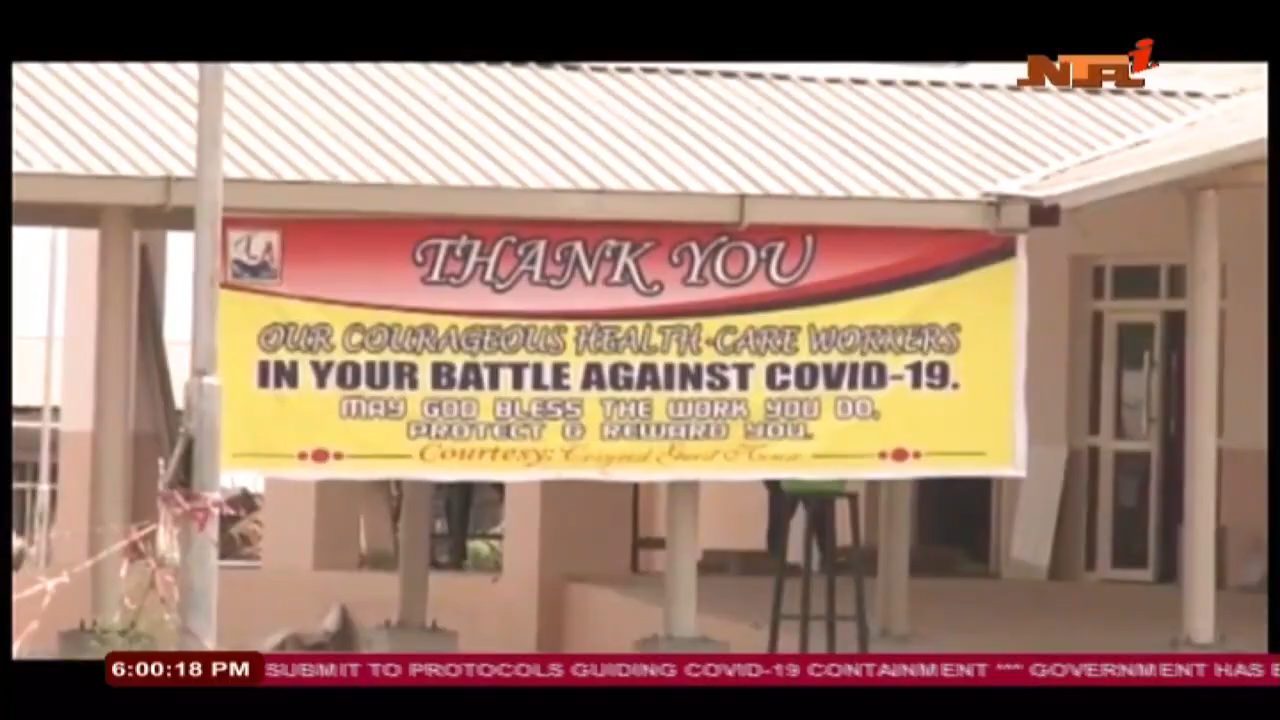 NTAi
THANK YOU
OUR COURAGEOUS HEALTH-CARE WORKERS
IN YOUR BATTLE AGAINST COVID-19.
MAY GOD BLESS THE WORK YOU DO,
PROTECT & REWARD YOU.
Courtesy:
6:00:18 PM SUBMIT TO PROTOCOLS GUIDING COVID-19 CONTAINMENT *** GOVERNMENT HAS